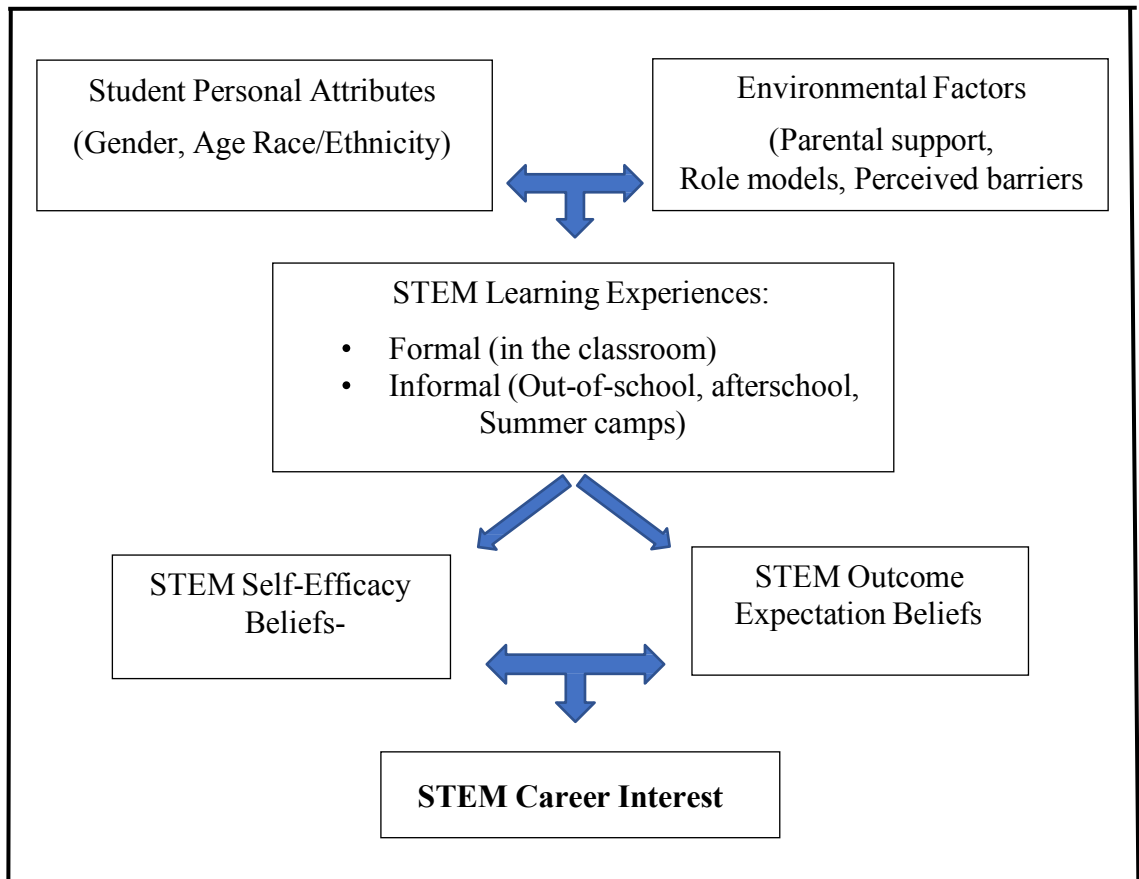 Student Personal Attributes
(Gender, Age Race/Ethnicity)
Environmental Factors
(Parental support,
Role models, Perceived barriers
STEM Learning Experiences:
• Formal (in the classroom)
• Informal (Out-of-school, afterschool,
Summer camps)
STEM Self-Efficacy
Beliefs-
STEM Outcome
Expectation Beliefs
STEM Career Interest